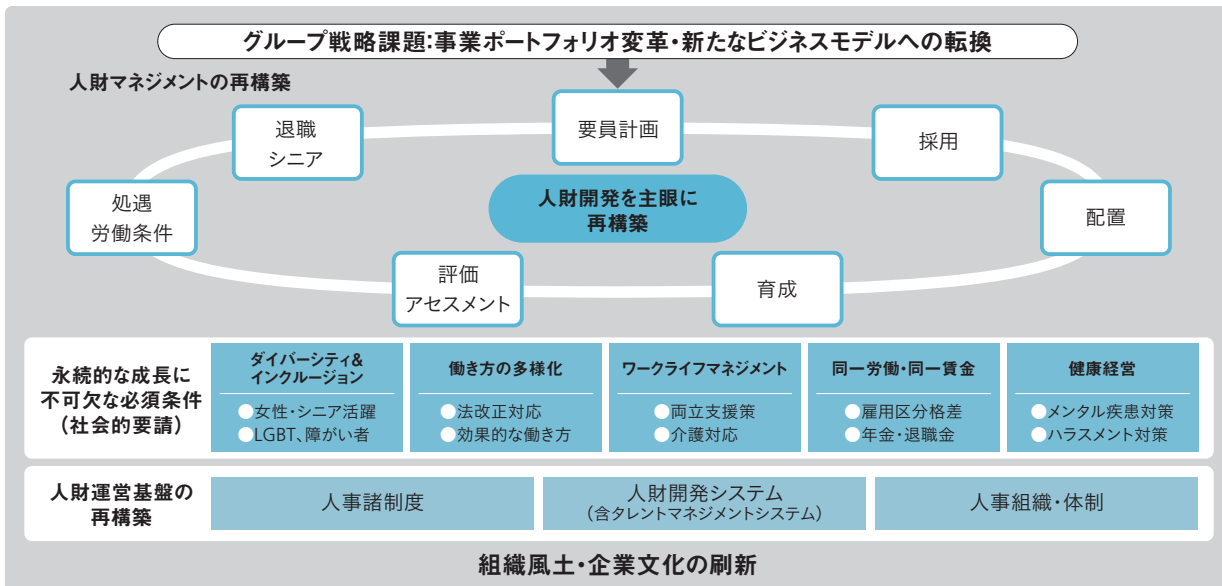 グループ戦略課題:事業ポートフォリオ変革・新たなビジネスモデルへの転換
人財マネジメントの再構築
退職
シニア
要員計画
採用
処遇
労働条件
人財開発を主眼に
再構築
配置
評価
アセスメント
育成
永続的な成長に
不可欠な必須条件
(社会的要請)
ダイバーシティ&
インクルージョン
●女性・シニア活躍
●LGBT、障がい者
働き方の多様化
●法改正対応
●効果的な働き方
ワークライフマネジメント
●両立支援策
●介護対応
同一労働・同一賃金
●雇用区分格差
●年金・退職金
健康経営
●メンタル疾患対策
●ハラスメント対策
人財運営基盤の
再構築
人事諸制度
人財開発システム
(含タレントマネジメントシステム)
人事組織・体制
組織風土・企業文化の刷新